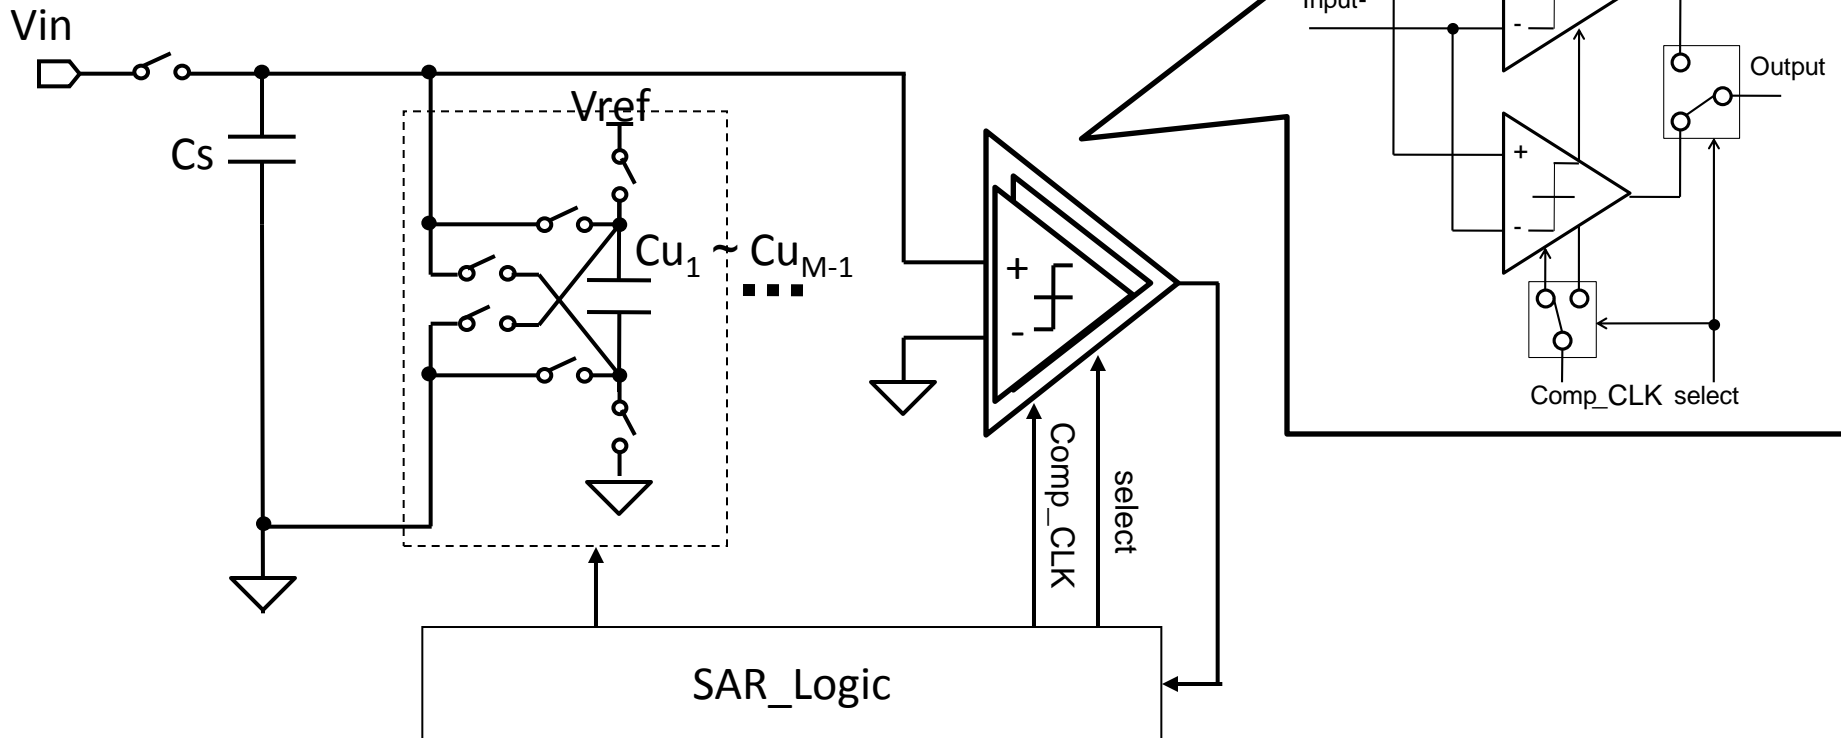 Vin
Input-
Output
Vref
Cs
+
-
Cu1 ~ CuM-1
+
-
-
Comp_CLK select
Comp_CLK
select
SAR_Logic